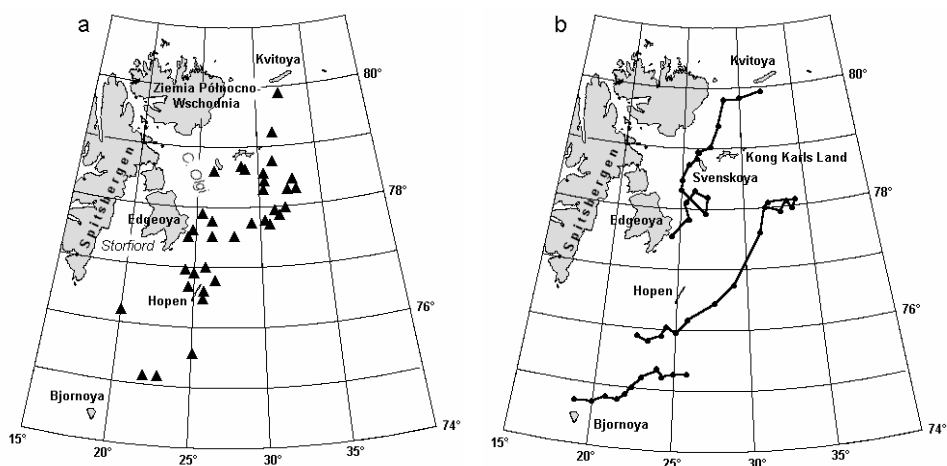 a
Kvitoya
80°
Ziemia Północno-
Wschodnia
C. Olgi
Spitsbergen
78°
Edgeoya
Storfiord
Hopen
76°
Bjornoya
15°
74°
20°
25°
30°
35°
b
Kvitoya
80°
Kong Karls Land
Svenskoya
Spitsbergen
78°
Edgeoya
Hopen
76°
Bjornoya
15°
74°
20°
25°
30°
35°